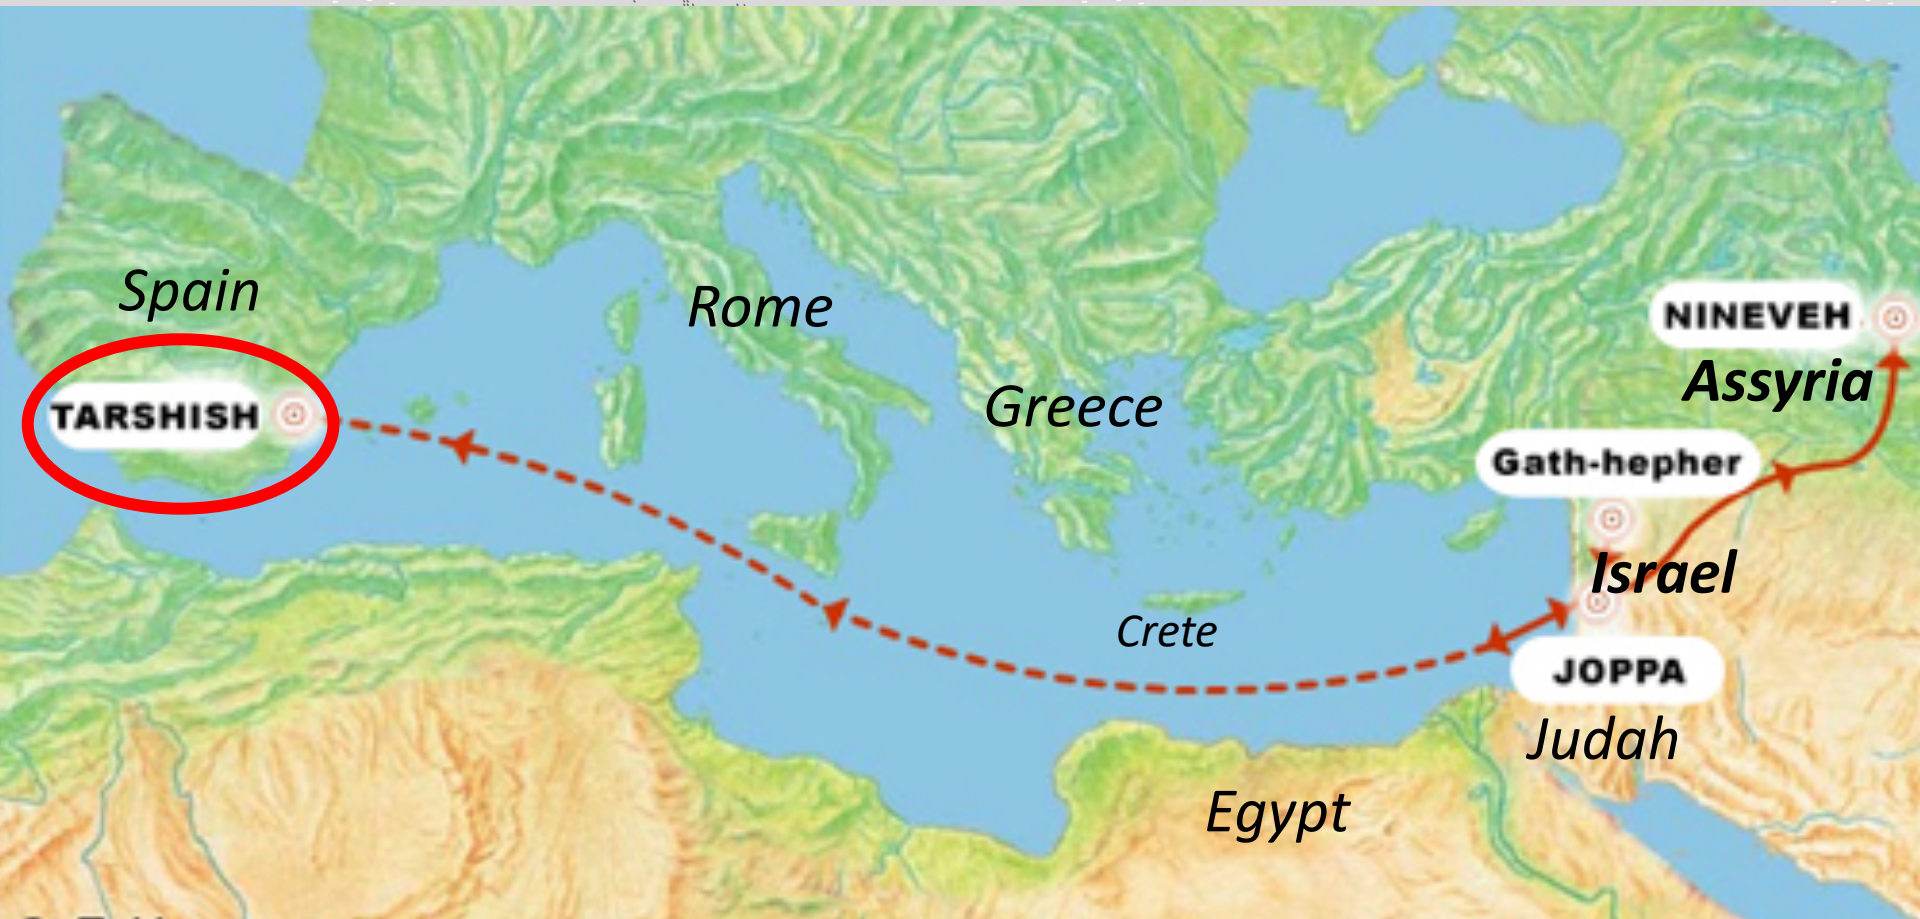 Spain
Rome
NINEVEH
Assyria
TARSHISH
Greece
Gath-hepher
Israel
Crete
JOPPA
Judah
Egypt